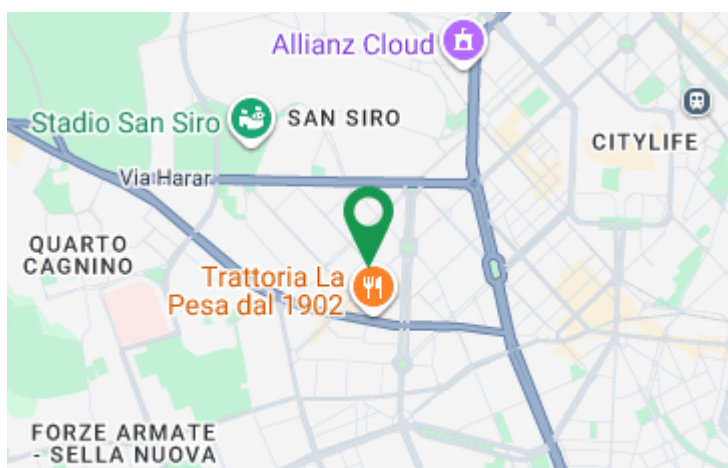 Allianz Cloud
Stadio San Siro
SAN SIRO
CITYLIFE
Via Harar
QUARTO
CAGNINO
Trattoria La
Pesa dal 1902
FORZE ARMATE
- SELLA NUOVA